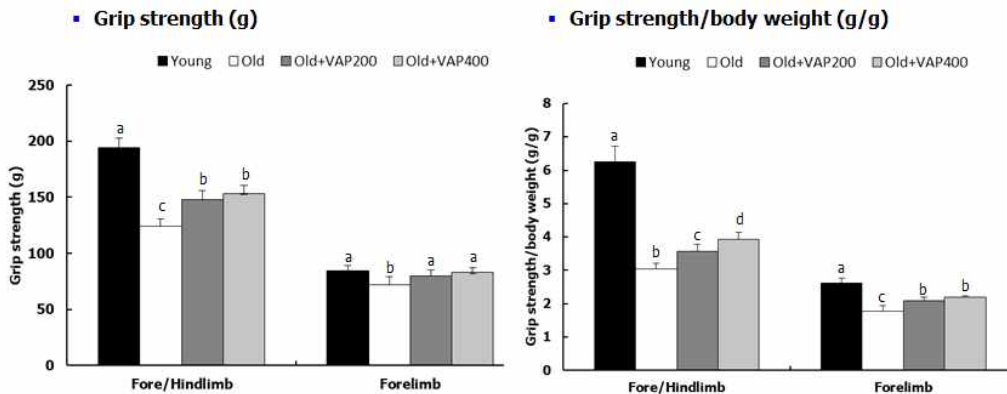 ▪ Grip strength (g)
■ Young □ Old ■ Old+VAP200 ■ Old+VAP400
Grip strength (g)
250
200
150
100
50
0
a
c
b
b
a
b
a
a
Fore/Hindlimb
Forelimb
▪ Grip strength/body weight (g/g)
■ Young □ Old ■ Old+VAP200 ■ Old+VAP400
Grip strength/body weight (g/g)
8
7
6
5
4
3
2
1
0
a
b
c
d
a
c
b
b
Fore/Hindlimb
Forelimb